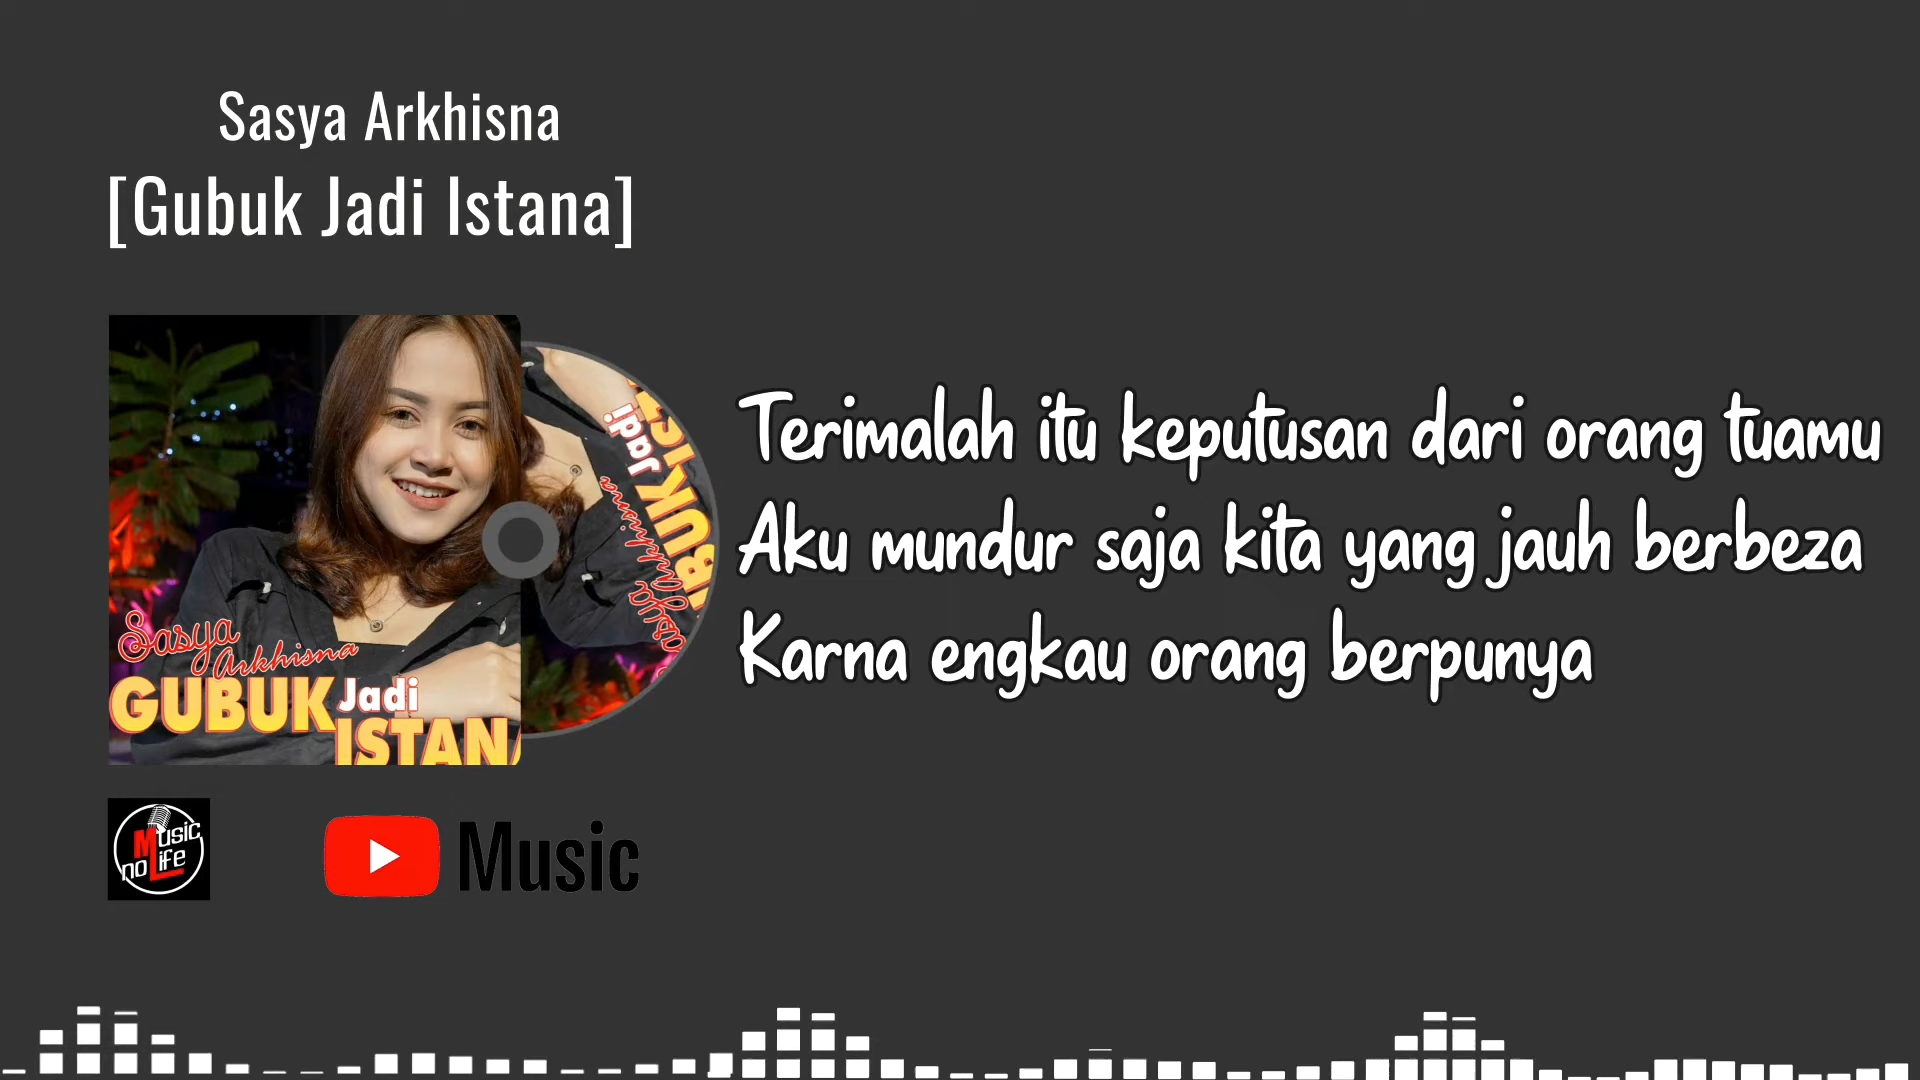 Sasya Arkhisna
[Gubuk Jadi Istana]
Terimalah itu keputusan dari orang tuamu
Aku mundur saja kita yang jauh berbeza
Karna engkau orang berpunya
Sasya
Arkhisna
GUBUK Jadi
ISTANA
Music
no Life
Music